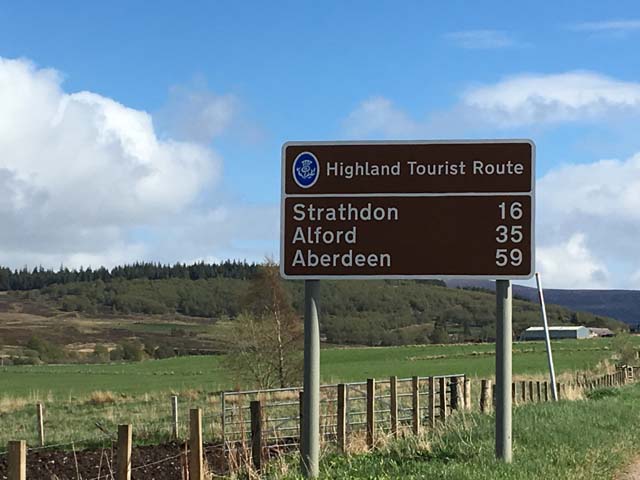 Highland Tourist Route
Strathdon 16
Alford 35
Aberdeen 59